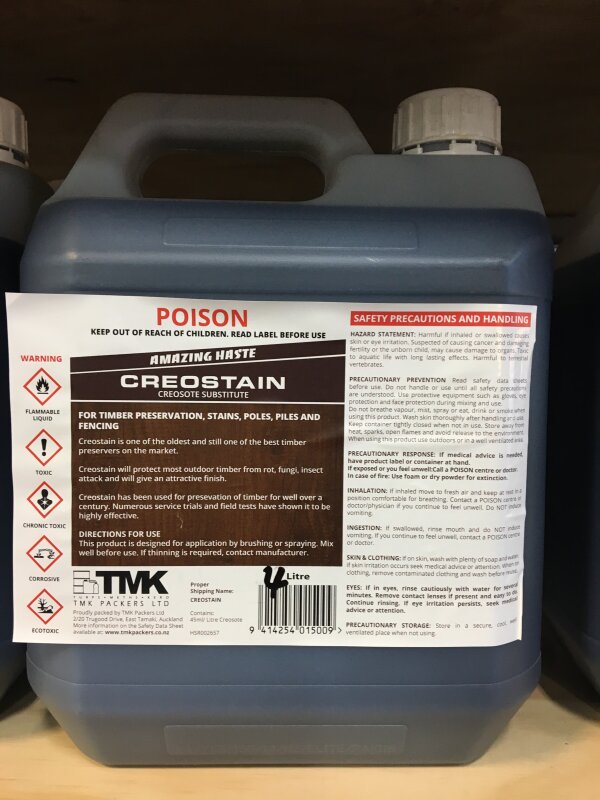 POISON
KEEP OUT OF REACH OF CHILDREN. READ LABEL BEFORE USE
WARNING
FLAMMABLE
LIQUID
TOXIC
CHRONIC TOXIC
CORROSIVE
ECOTOXIC
AMAZING HASTE
CREOSTAIN
CREOSOTE SUBSTITUTE
FOR TIMBER PRESERVATION, STAINS, POLES, PILES AND
FENCING
Creostain is one of the oldest and still one of the best timber
preservers on the market.
Creostain will protect most outdoor timber from rot, fungi, insect
attack and will give an attractive finish.
Creostain has been used for presevation of timber for well over a
century. Numerous service trials and field tests have shown it to be
highly effective.
DIRECTIONS FOR USE
This product is designed for application by brushing or spraying. Mix
well before use. If thinning is required, contact manufacturer.
TMK
TURPS-METHS-KERO
TMK PACKERS LTD
Proudly packed by TMK Packers Ltd
2/20 Trugood Drive, East Tamaki, Auckland
More information on the Safety Data Sheet
available at: www.tmkpackers.co.nz
Proper
Shipping Name:
CREOSTAIN
Contains:
45ml/ Litre Creosote
HSR002657
4 Litre
9 414254 015009 >
SAFETY PRECAUTIONS AND HANDLING
HAZARD STATEMENT: Harmful if inhaled or swallowed causes
skin or eye irritation. Suspected of causing cancer and damaging
fertility or the unborn child, may cause damage to organs. Toxic
to aquatic life with long lasting effects. Harmful to terrestrial
vertebrates.
PRECAUTIONARY PREVENTION Read safety data sheets
before use. Do not handle or use until all safety precautions
are understood. Use protective equipment such as gloves, eye
protection and face protection during mixing and use.
Do not breathe vapour, mist, spray or eat, drink or smoke when
using this product. Wash skin thoroughly after handling and use.
Keep container tightly closed when not in use. Store away from
heat, sparks, open flames and avoid release to the environment.
When using this product use outdoors or in a well ventilated area.
PRECAUTIONARY RESPONSE: If medical advice is needed,
have product label or container at hand.
If exposed or you feel unwell:Call a POISON centre or doctor.
In case of fire: Use foam or dry powder for extinction.
INHALATION: If inhaled move to fresh air and keep at rest in a
position comfortable for breathing. Contact a POISON centre or
doctor/physician if you continue to feel unwell. Do NOT induce
vomiting.
INGESTION: If swallowed, rinse mouth and do NOT induce
vomiting. If you continue to feel unwell, contact a POISON centre
or doctor.
SKIN & CLOTHING: If on skin, wash with plenty of soap and water.
If skin irritation occurs seek medical advice or attention. When
clothing, remove contaminated clothing and wash before reuse.
EYES: If in eyes, rinse cautiously with water for several
minutes. Remove contact lenses if present and easy to do.
Continue rinsing. If eye irritation persists, seek medical
advice or attention.
PRECAUTIONARY STORAGE: Store in a secure, cool, well
ventilated place when not using.